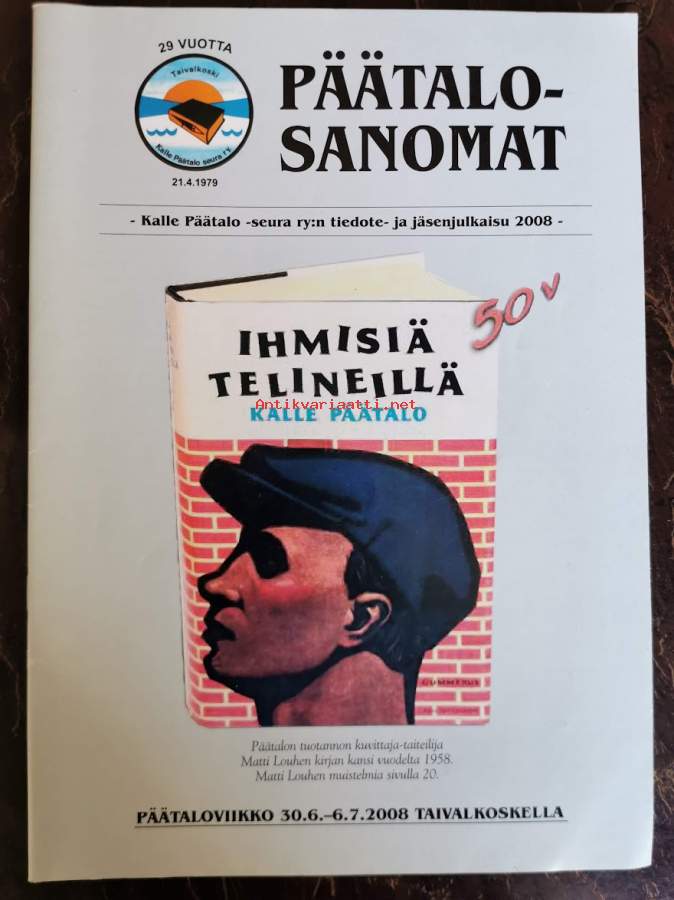 29 VUOTTA
Taivalkoski
Kalle Päätalo seura r.y.
21.4.1979
PÄÄTALO-
SANOMAT
- Kalle Päätalo -seura ry:n tiedote- ja jäsenjulkaisu 2008 -
50 v
IHMISIÄ
TELINEILLÄ
Antikvariaatti.net
KALLE PÄÄTALO
GUMMERUS
Päätalon tuotannon kuvittaja-taiteilija
Matti Louhen kirjan kansi vuodelta 1958.
Matti Louhen muistelmia sivulla 20.
PÄÄTALOVIIKKO 30.6.–6.7.2008 TAIVALKOSKELLA